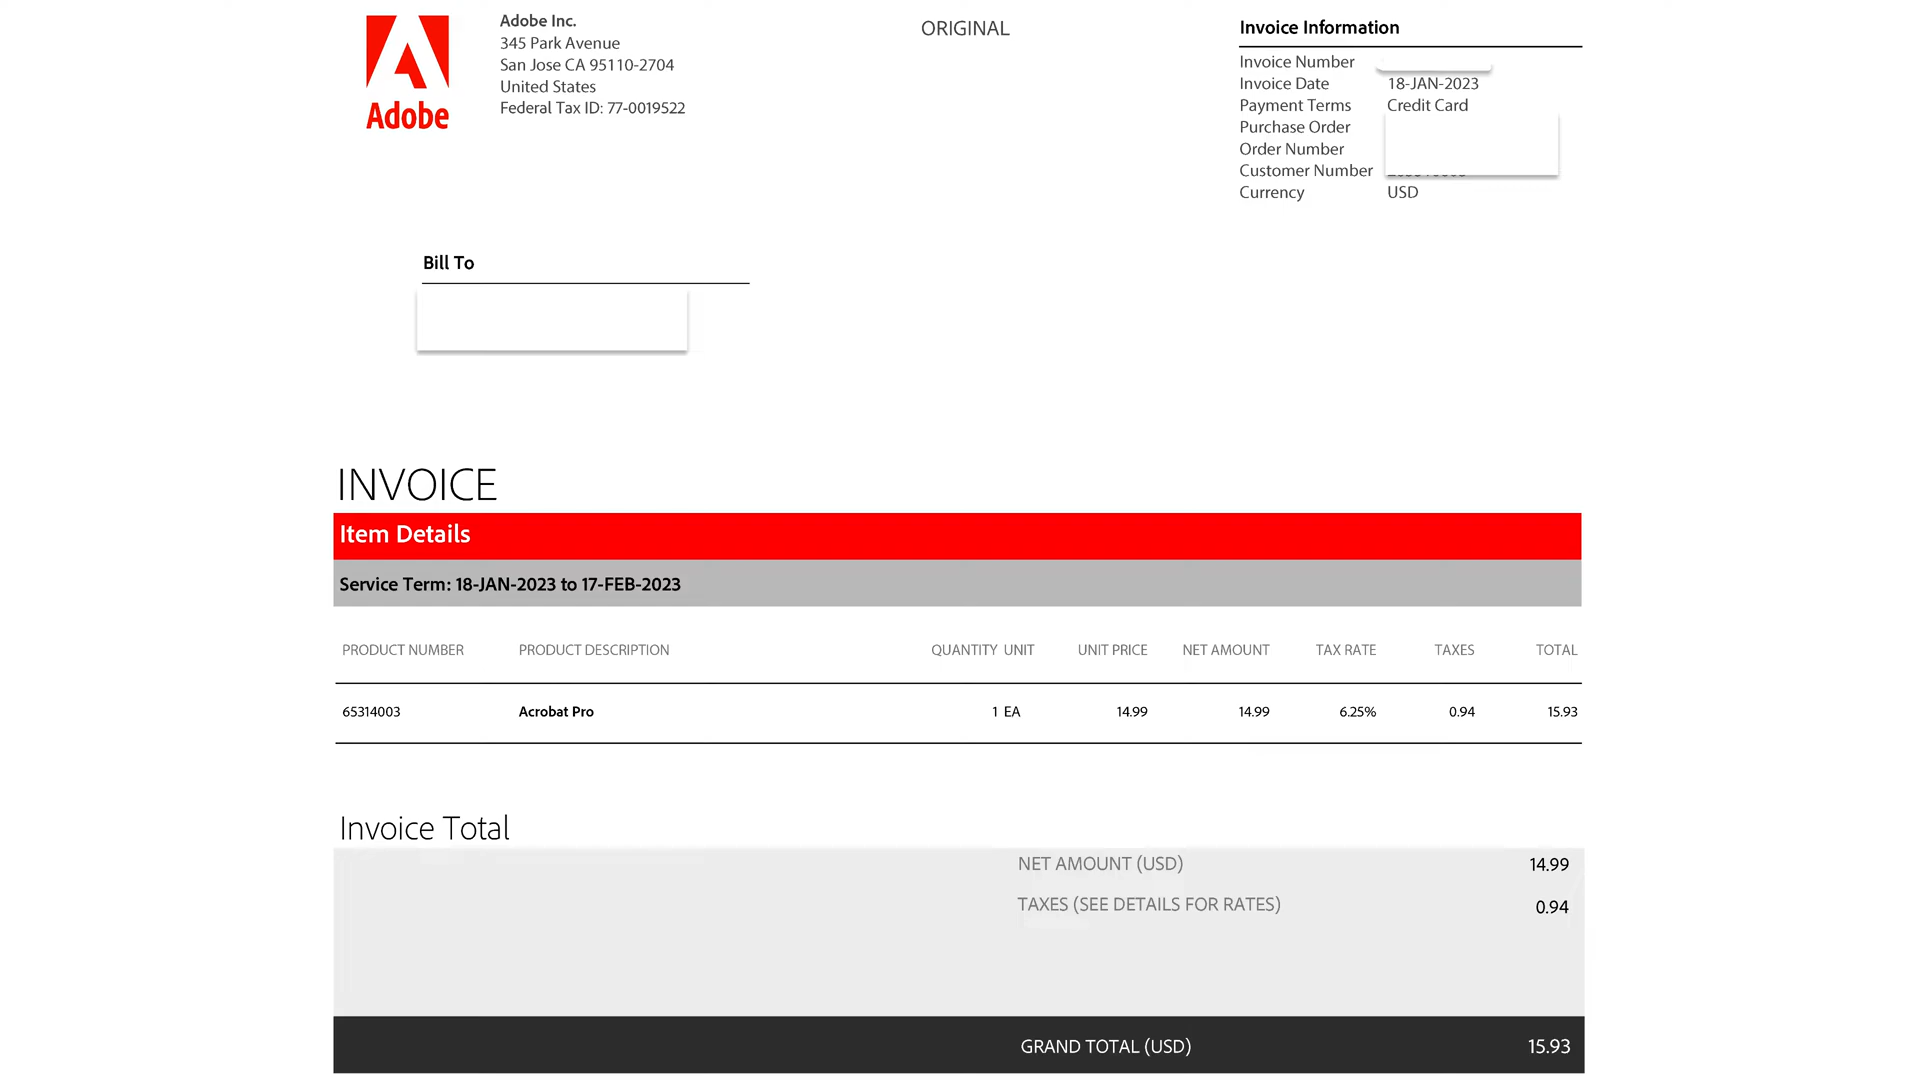 Adobe
Adobe Inc.
345 Park Avenue
San Jose CA 95110-2704
United States
Federal Tax ID: 77-0019522
ORIGINAL
Invoice Information
Invoice Number
Invoice Date 18-JAN-2023
Payment Terms Credit Card
Purchase Order
Order Number
Customer Number
Currency USD
Bill To
INVOICE
Item Details
Service Term: 18-JAN-2023 to 17-FEB-2023
PRODUCT NUMBER PRODUCT DESCRIPTION QUANTITY UNIT UNIT PRICE NET AMOUNT TAX RATE TAXES TOTAL
65314003 Acrobat Pro 1 EA 14.99 14.99 6.25% 0.94 15.93
Invoice Total
NET AMOUNT (USD) 14.99
TAXES (SEE DETAILS FOR RATES) 0.94
GRAND TOTAL (USD) 15.93